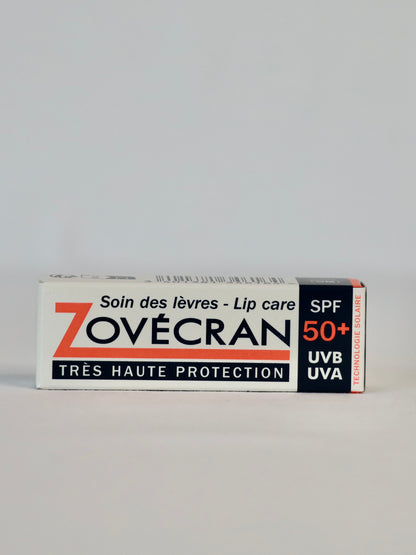 Soin des lèvres - Lip care
ZOVÉCRAN
TRÈS HAUTE PROTECTION
SPF
50+
UVB
UVA
TECHNOLOGIE SOLAIRE